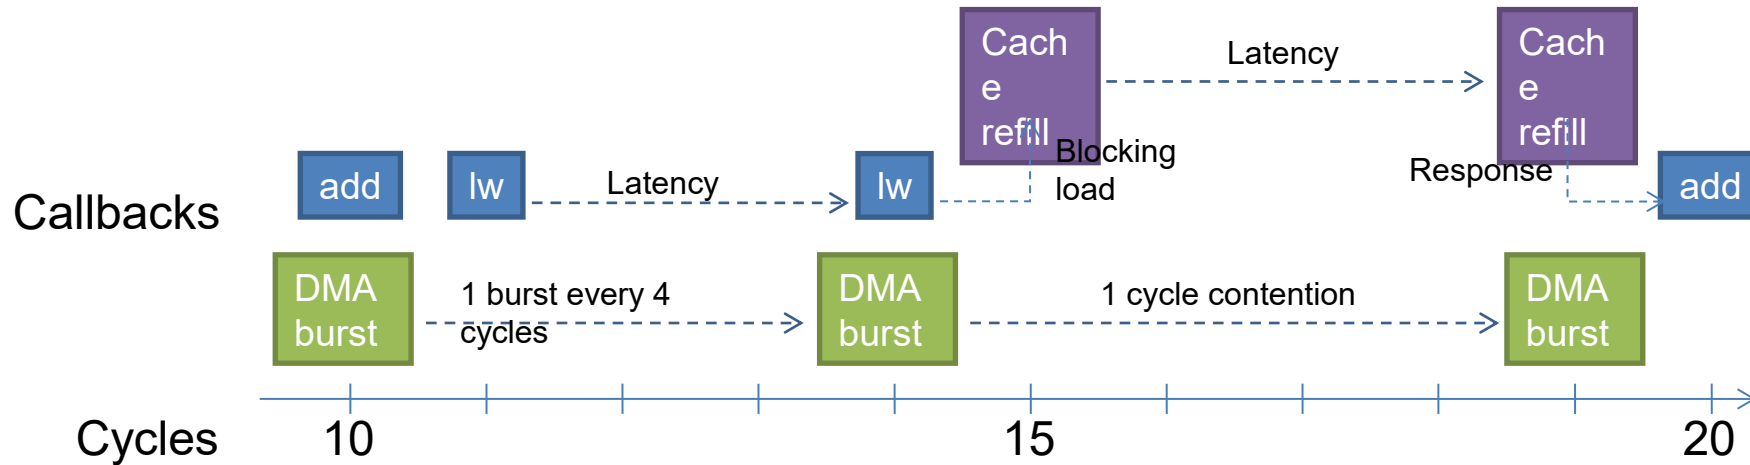 Cach
e
refill
Latency
Cach
e
refill
Callbacks
add
lw
Latency
lw
Blocking
load
Response
add
DMA
burst
1 burst every 4
cycles
DMA
burst
1 cycle contention
DMA
burst
Cycles
10
15
20